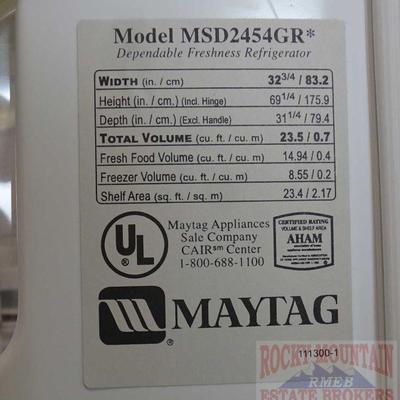 Model MSD2454GR*
Dependable Freshness Refrigerator
WIDTH (in. / cm) 32 3/4 / 83.2
Height (in. / cm.) (Incl. Hinge) 69 1/4 / 175.9
Depth (in. / cm.) (Excl. Handle) 31 1/4 / 79.4
TOTAL VOLUME (cu. ft. / cu. m) 23.5 / 0.7
Fresh Food Volume (cu. ft. / cu. m) 14.94 / 0.4
Freezer Volume (cu. ft. / cu. m) 8.55 / 0.2
Shelf Area (sq. ft. / sq. m) 23.4 / 2.17
UL
®
Maytag Appliances
Sale Company
CAIR℠ Center
1-800-688-1100
CERTIFIED RATING
VOLUME & SHELF AREA
AHAM
MAYTAG
®
111300-1
ROCKY MOUNTAIN
RMEB
ESTATE BROKERS